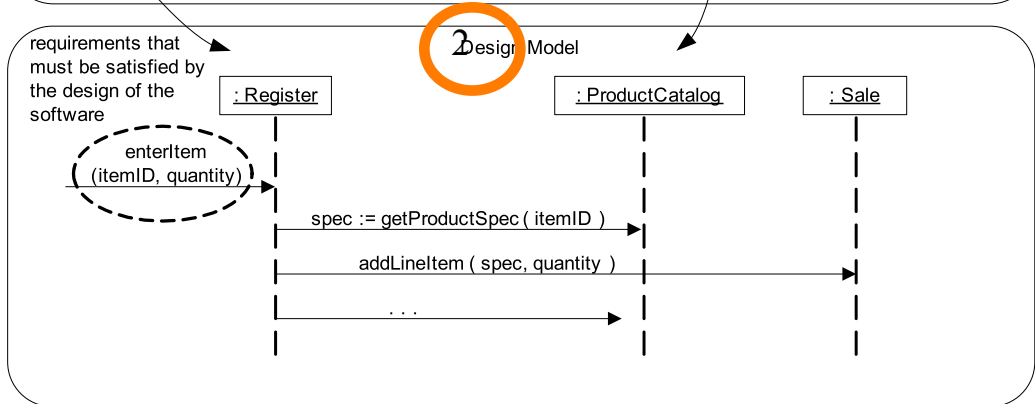 requirements that
must be satisfied by
the design of the
software
2
Design Model
: Register
: ProductCatalog
: Sale
enterItem
(itemID, quantity)
spec := getProductSpec ( itemID )
addLineItem ( spec, quantity )
. . .